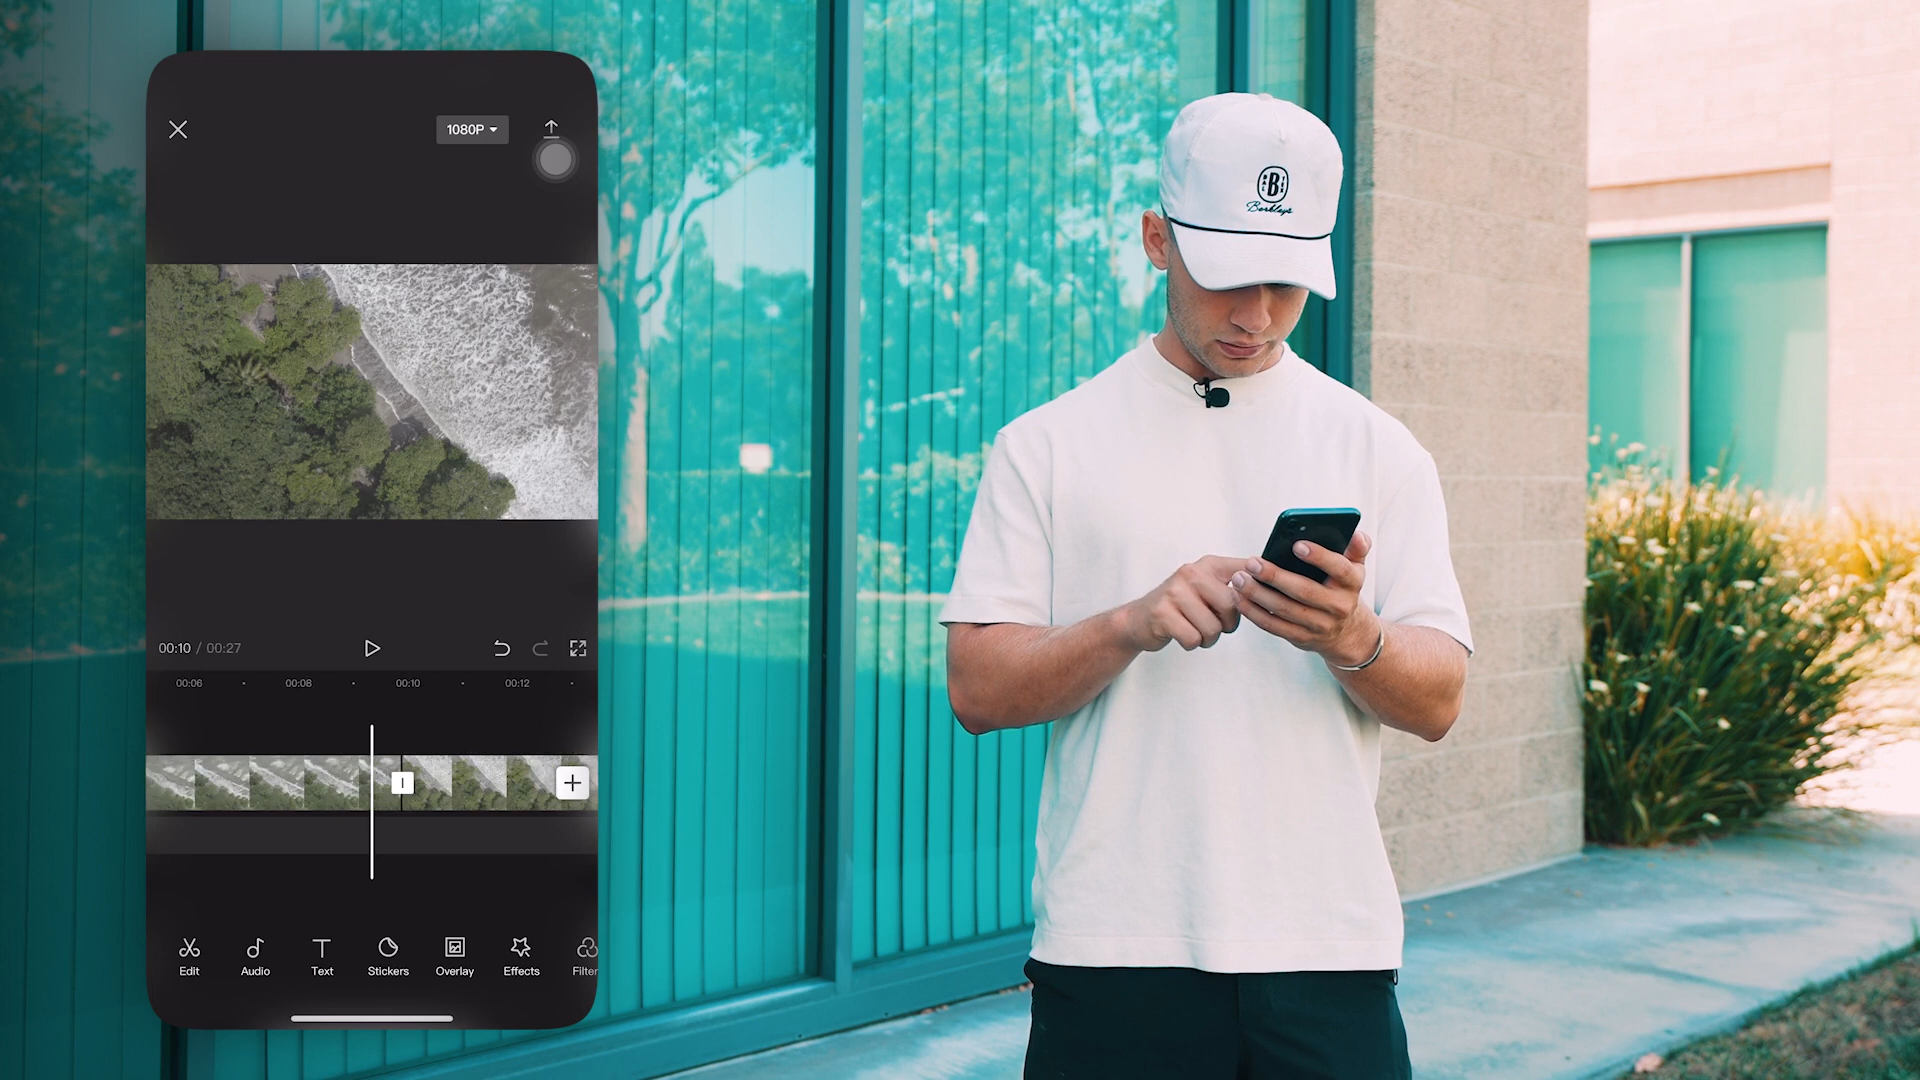 1080P
00:10 / 00:27
00:06 00:08 00:10 00:12
Edit Audio Text Stickers Overlay Effects Filter
B
Berkleys